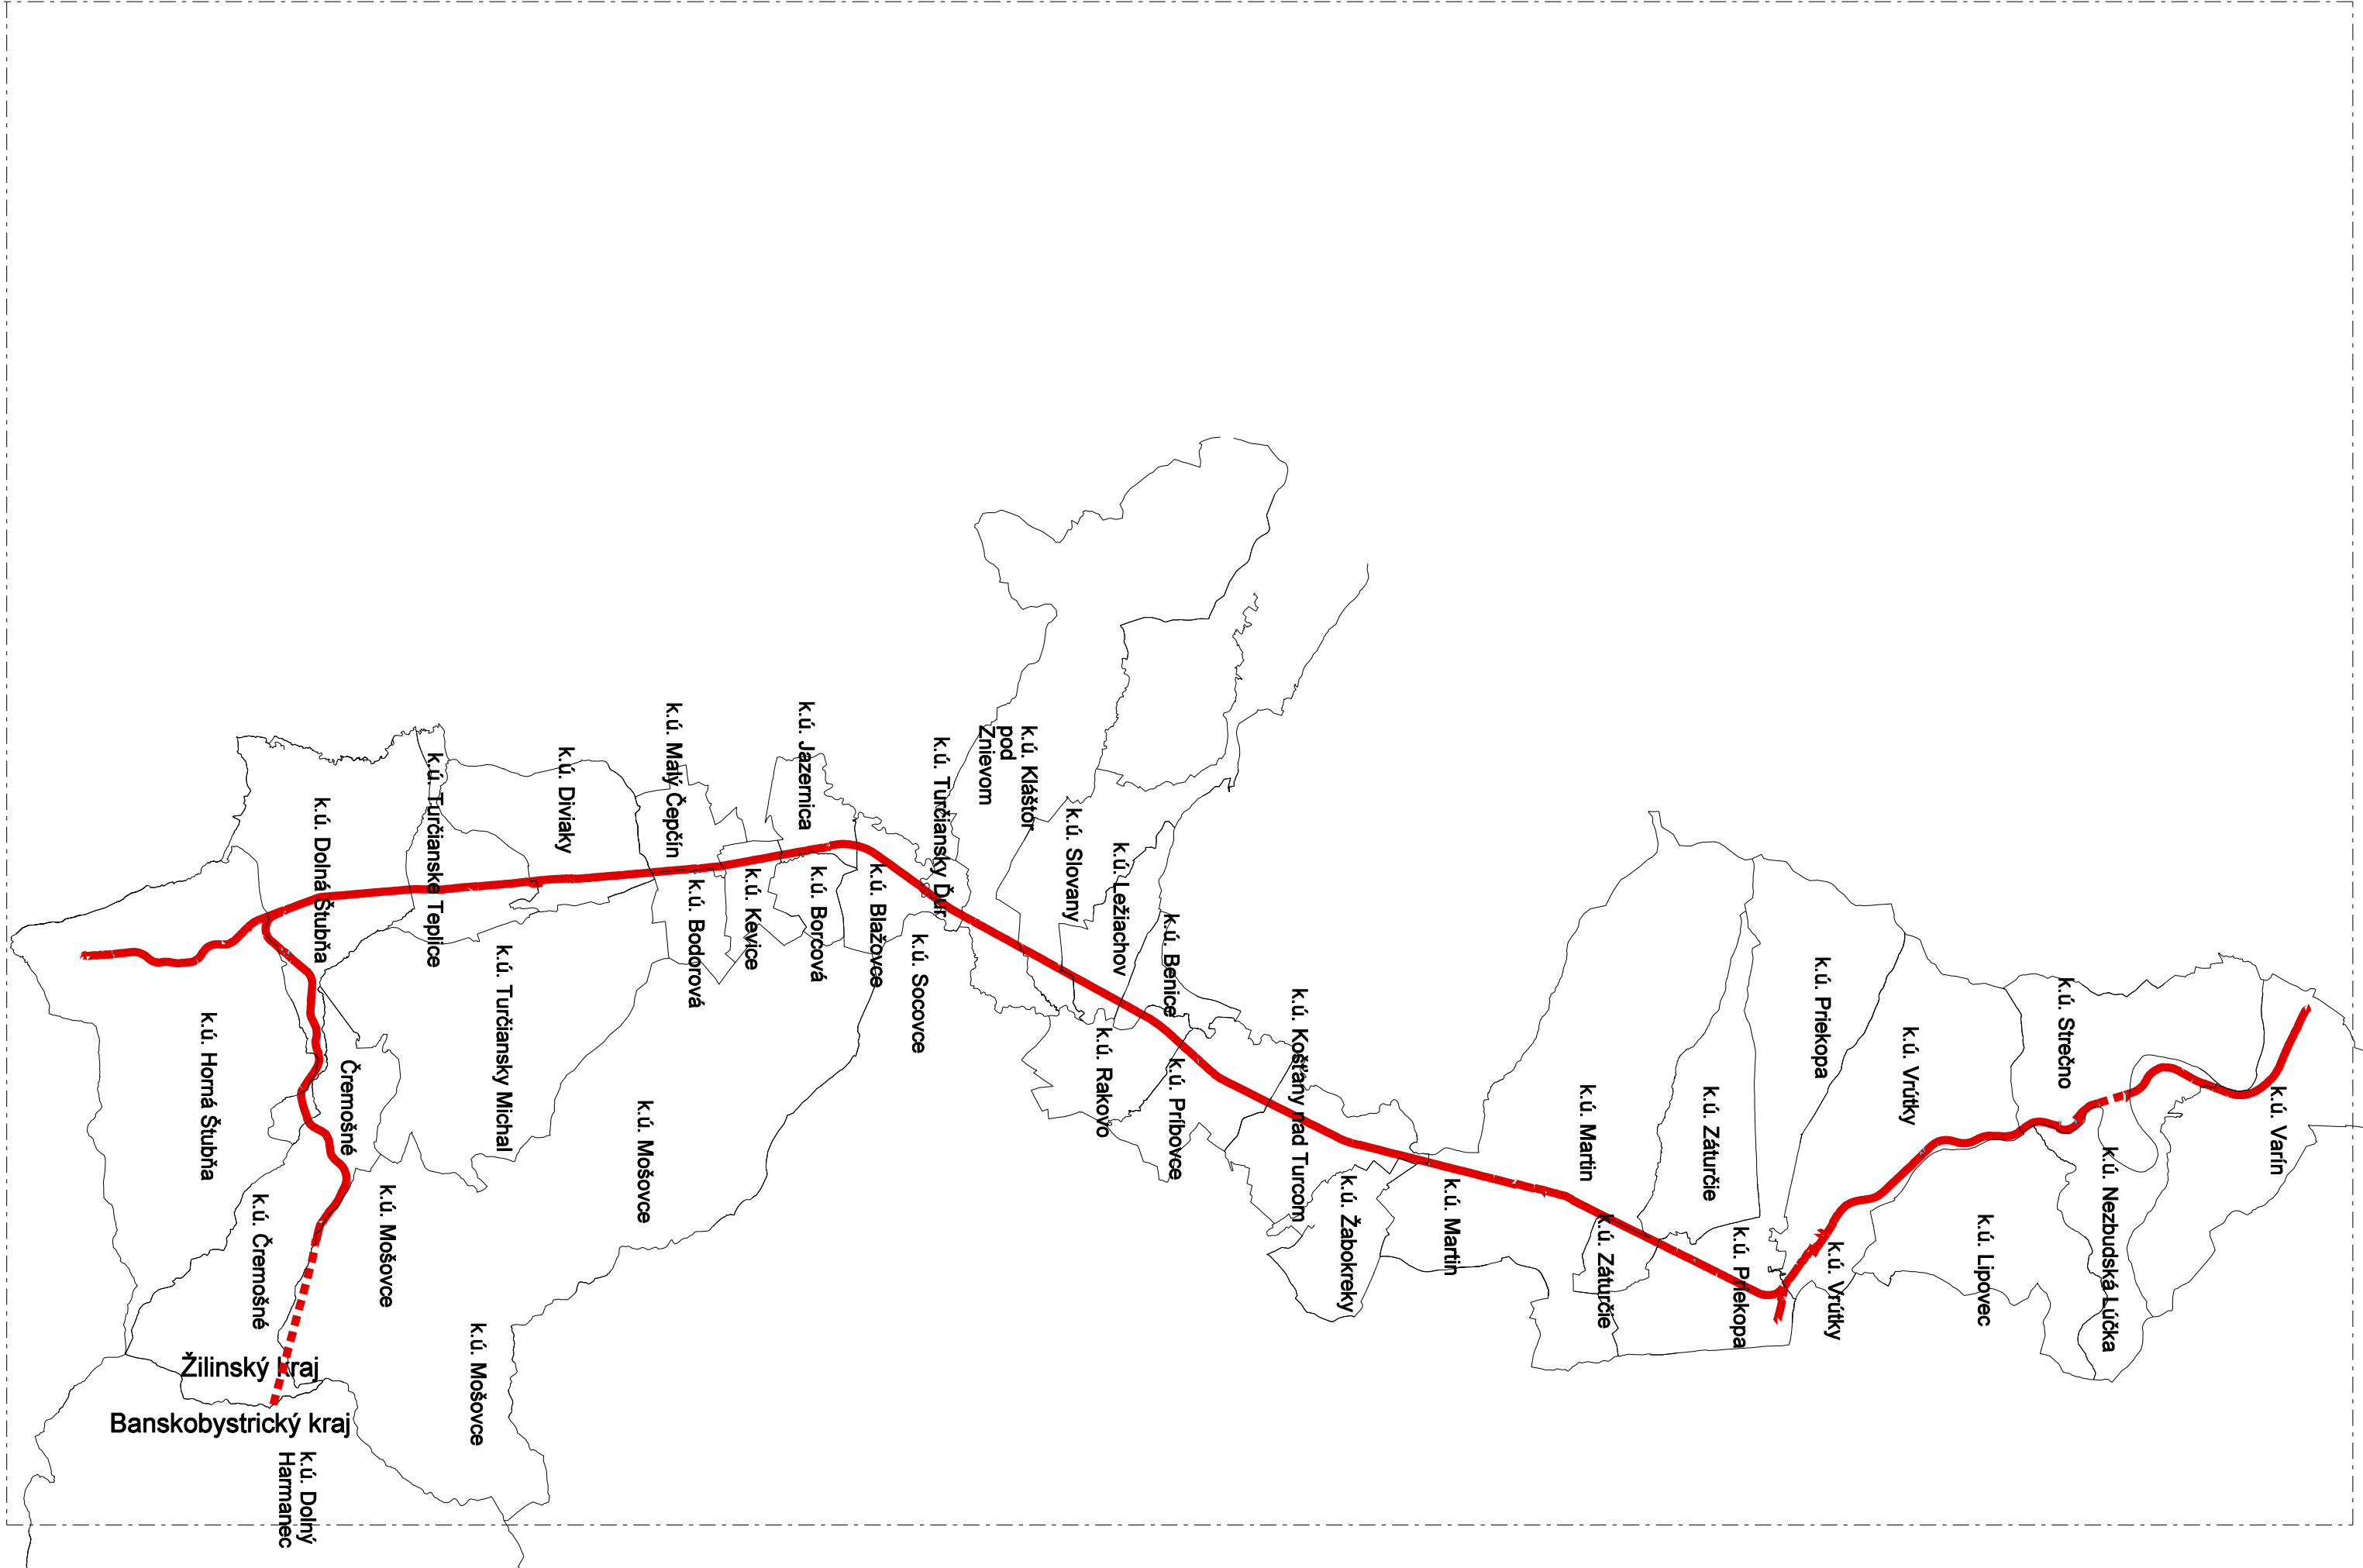 k.ú. Dolná Štubňa
k.ú. Horná Štubňa
k.ú. Turčianske Teplice
k.ú. Diviaky
k.ú. Turčiansky Michal
Čremošné
k.ú. Čremošné
k.ú. Mošovce
k.ú. Mošovce
k.ú. Mošovce
Žilinský kraj
Banskobystrický kraj
k.ú. Dolný
Harmanec
k.ú. Malý Čepčín
k.ú. Bodorová
k.ú. Kevice
k.ú. Jazernica
k.ú. Borcová
k.ú. Blažovce
k.ú. Socovce
k.ú. Turčiansky Ďur
k.ú. Kláštor
pod
Znievom
k.ú. Slovany
k.ú. Ležiachov
k.ú. Benice
k.ú. Rakovo
k.ú. Príbovce
k.ú. Košťany nad Turcom
k.ú. Žabokreky
k.ú. Martin
k.ú. Martin
k.ú. Záturčie
k.ú. Záturčie
k.ú. Priekopa
k.ú. Priekopa
k.ú. Vrútky
k.ú. Vrútky
k.ú. Lipovec
k.ú. Strečno
k.ú. Nezbudská Lúčka
k.ú. Varín